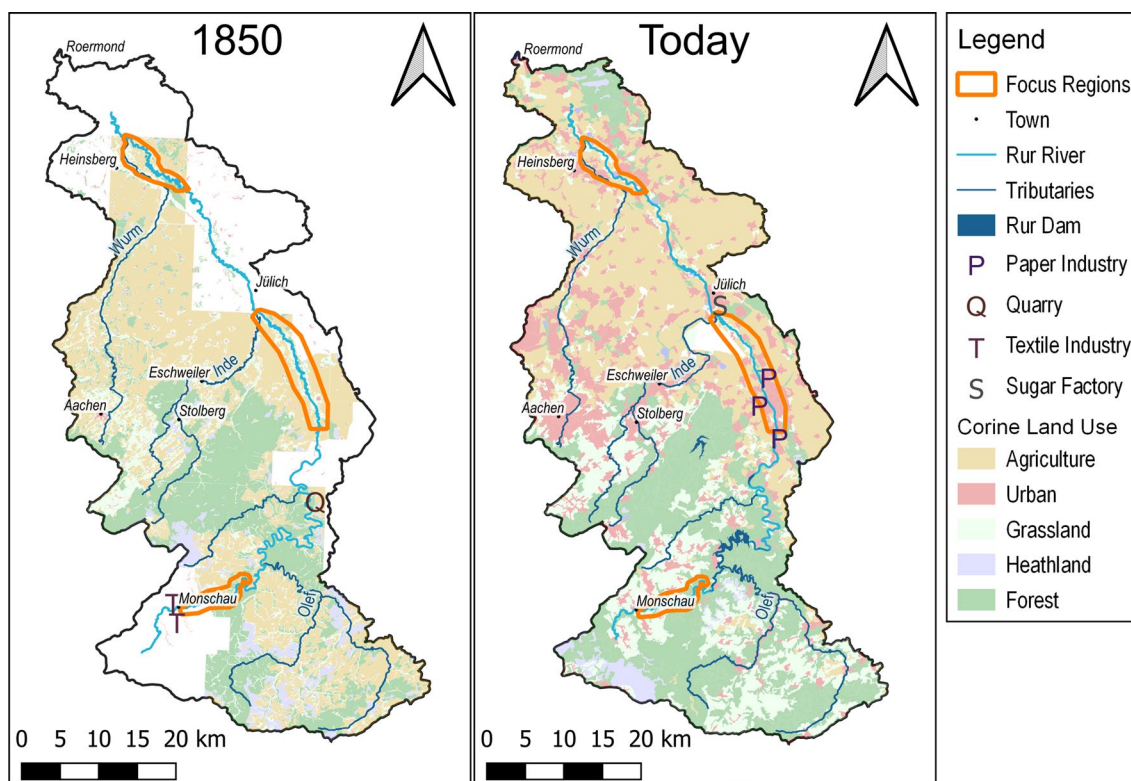 1850
Roermond
Heinsberg
Wurm
Jülich
Eschweiler
Inde
Aachen
Stolberg
Q
Monschau
T
T
Olef
0 5 10 15 20 km
Today
Roermond
Heinsberg
Wurm
Jülich
S
Eschweiler
Inde
P
P
Aachen
Stolberg
P
Monschau
Olef
0 5 10 15 20 km
Legend
Focus Regions
Town
Rur River
Tributaries
Rur Dam
P Paper Industry
Q Quarry
T Textile Industry
S Sugar Factory
Corine Land Use
Agriculture
Urban
Grassland
Heathland
Forest